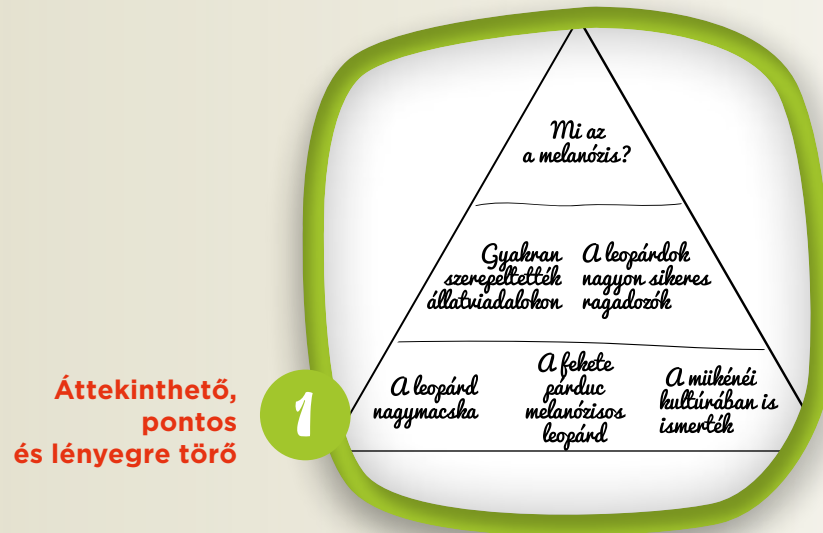 Mi az
a melanózis?
Gyakran
szerepeltették
állatviadalokon
A leopárdok
nagyon sikeres
ragadozók
A leopárd
nagymacska
A fekete
párduc
melanózisos
leopárd
A mükénéi
kultúrában is
ismerték
Áttekinthető,
pontos
és lényegre törő
1